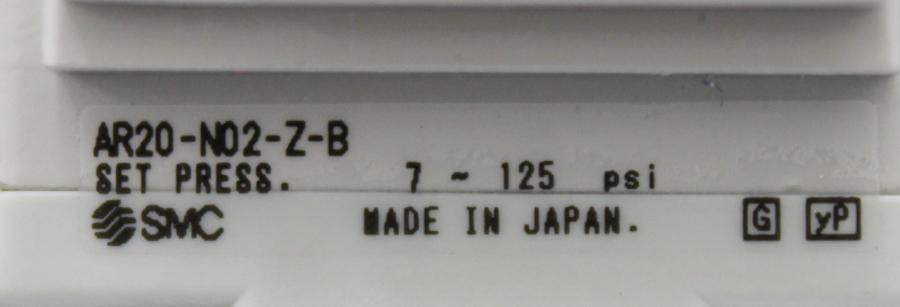 AR20-N02-Z-B
SET PRESS. 7 ~ 125 psi
SMC MADE IN JAPAN. G yP